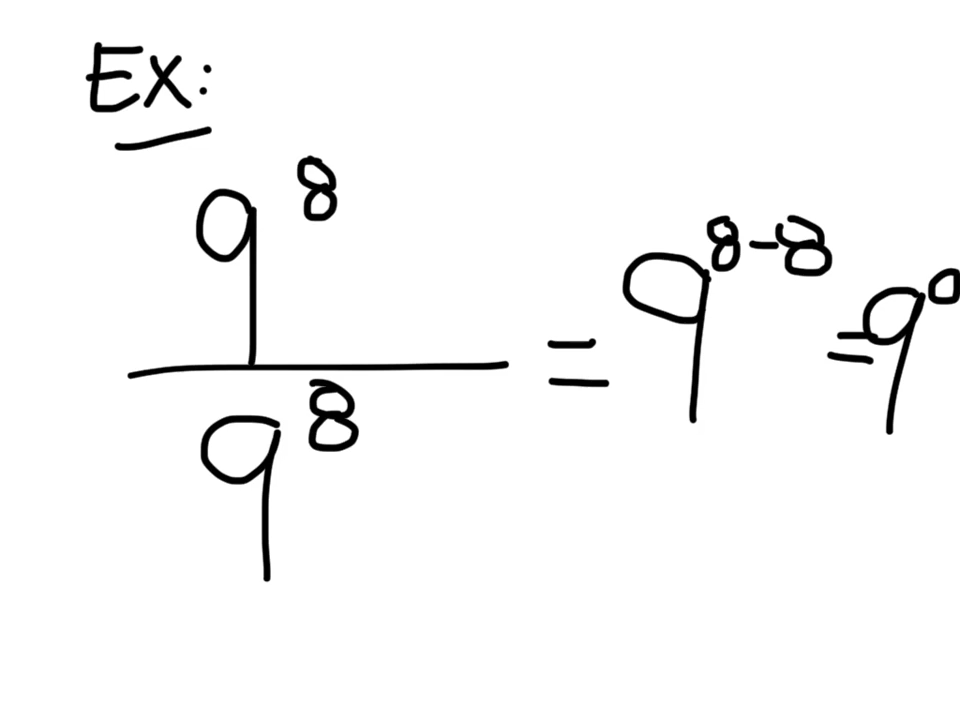 Ex:
9^8 / 9^8 = 9^(8-8) = 9^0